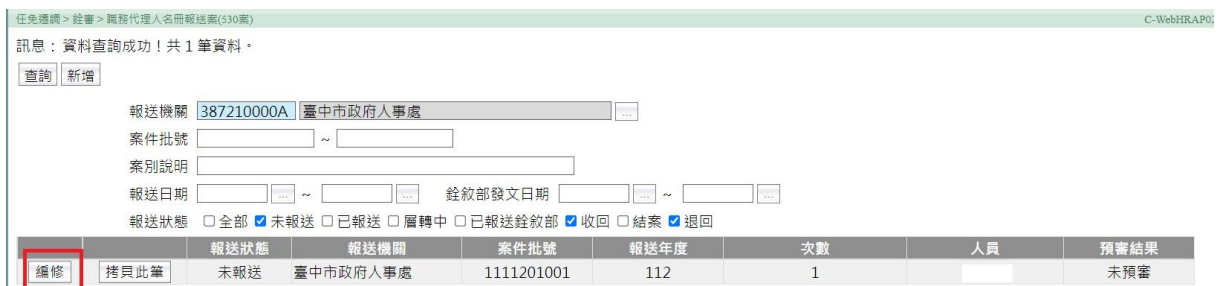 任免遷調 > 銓審 > 職務代理人名冊報送案(530案) C-WebHRAP02
訊息：資料查詢成功！共 1 筆資料。
查詢 新增
報送機關 387210000A 臺中市政府人事處 ...
案件批號 ~
案別說明
報送日期 ... ~ ... 銓敘部發文日期 ... ~ ...
報送狀態 全部 未報送 已報送 層轉中 已報送銓敘部 收回 結案 退回
報送狀態 報送機關 案件批號 報送年度 次數 人員 預審結果
編修 拷貝此筆 未報送 臺中市政府人事處 1111201001 112 1 未預審